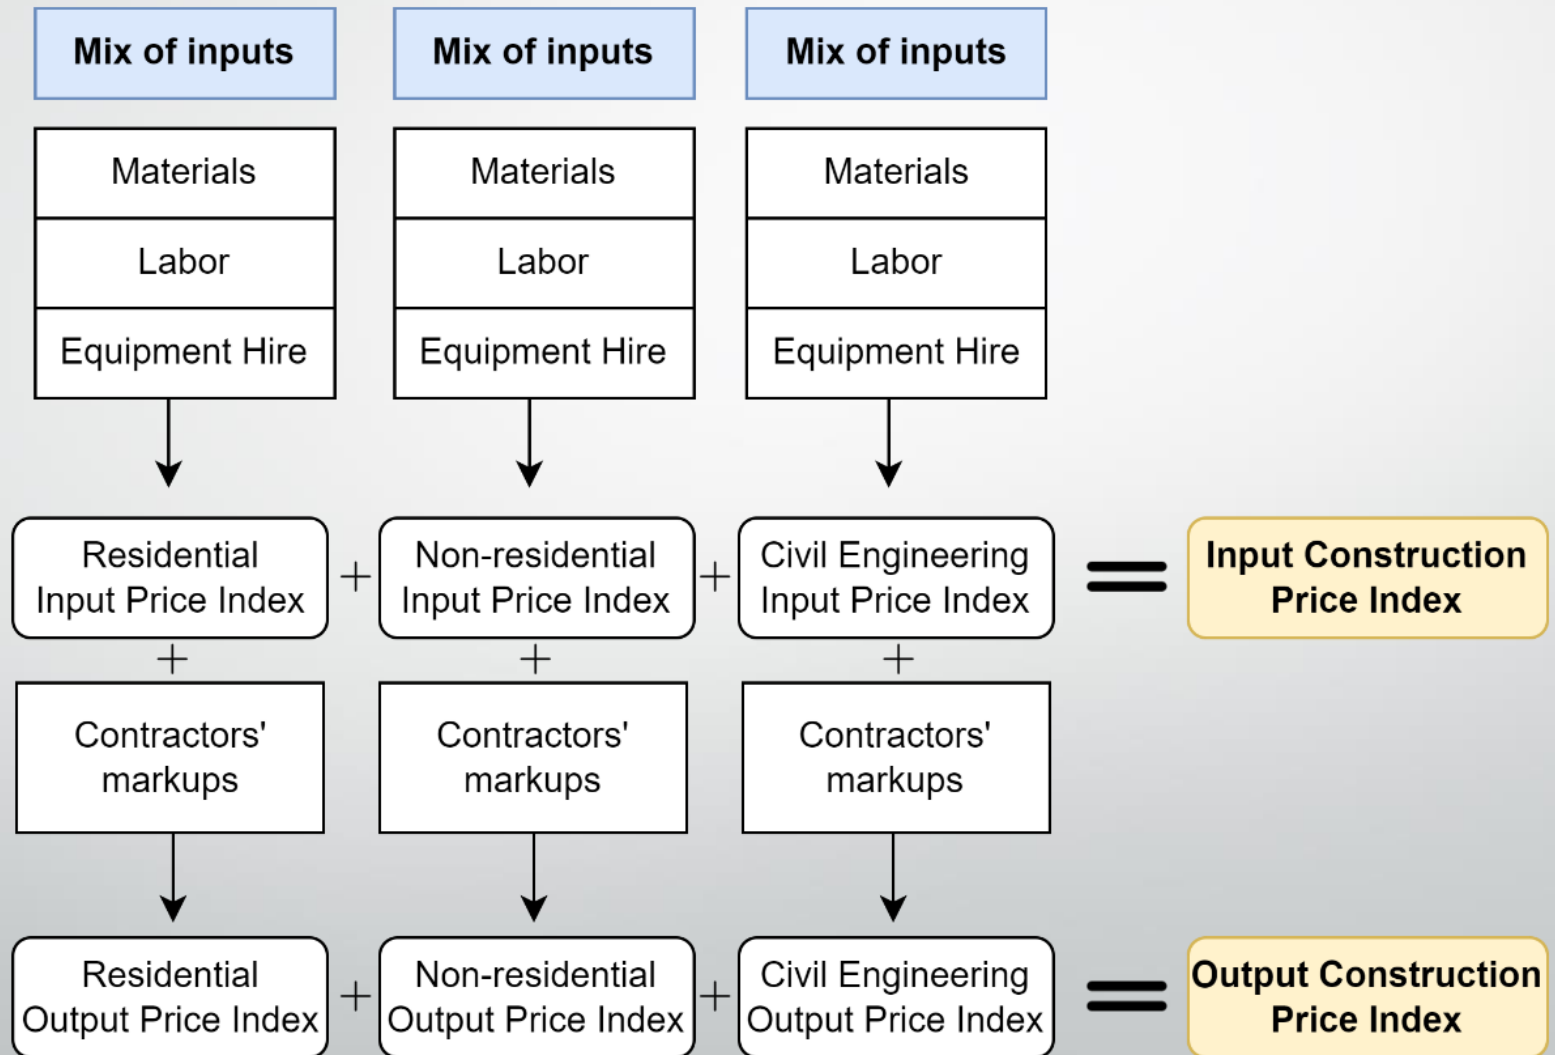 Mix of inputs
Mix of inputs
Mix of inputs
Materials
Materials
Materials
Labor
Labor
Labor
Equipment Hire
Equipment Hire
Equipment Hire
Residential
Input Price Index
+
Non-residential
Input Price Index
+
Civil Engineering
Input Price Index
=
Input Construction
Price Index
+
+
+
Contractors'
markups
Contractors'
markups
Contractors'
markups
Residential
Output Price Index
+
Non-residential
Output Price Index
+
Civil Engineering
Output Price Index
=
Output Construction
Price Index